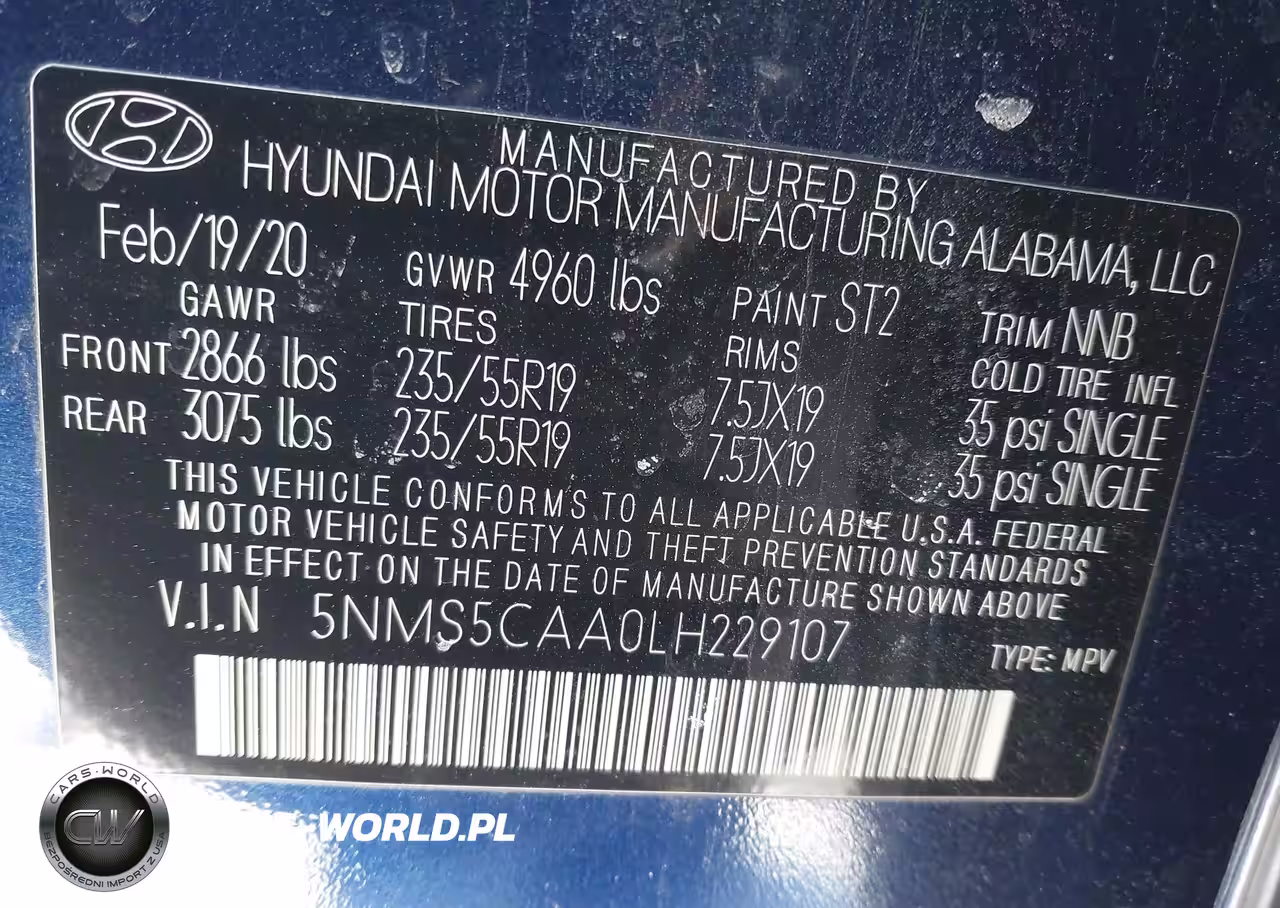 MANUFACTURED BY
HYUNDAI MOTOR MANUFACTURING ALABAMA, LLC
Feb/19/20 GVWR 4960 lbs PAINT ST2 TRIM NNB
GAWR TIRES RIMS COLD TIRE INFL
FRONT 2866 lbs 235/55R19 7.5JX19 35 psi SINGLE
REAR 3075 lbs 235/55R19 7.5JX19 35 psi SINGLE
THIS VEHICLE CONFORMS TO ALL APPLICABLE U.S.A. FEDERAL
MOTOR VEHICLE SAFETY AND THEFT PREVENTION STANDARDS
IN EFFECT ON THE DATE OF MANUFACTURE SHOWN ABOVE
V.I.N 5NMS5CAA0LH229107 TYPE: MPV
CARS-WORLD
CW
BEZPOŚREDNI IMPORT Z USA
-WORLD.PL